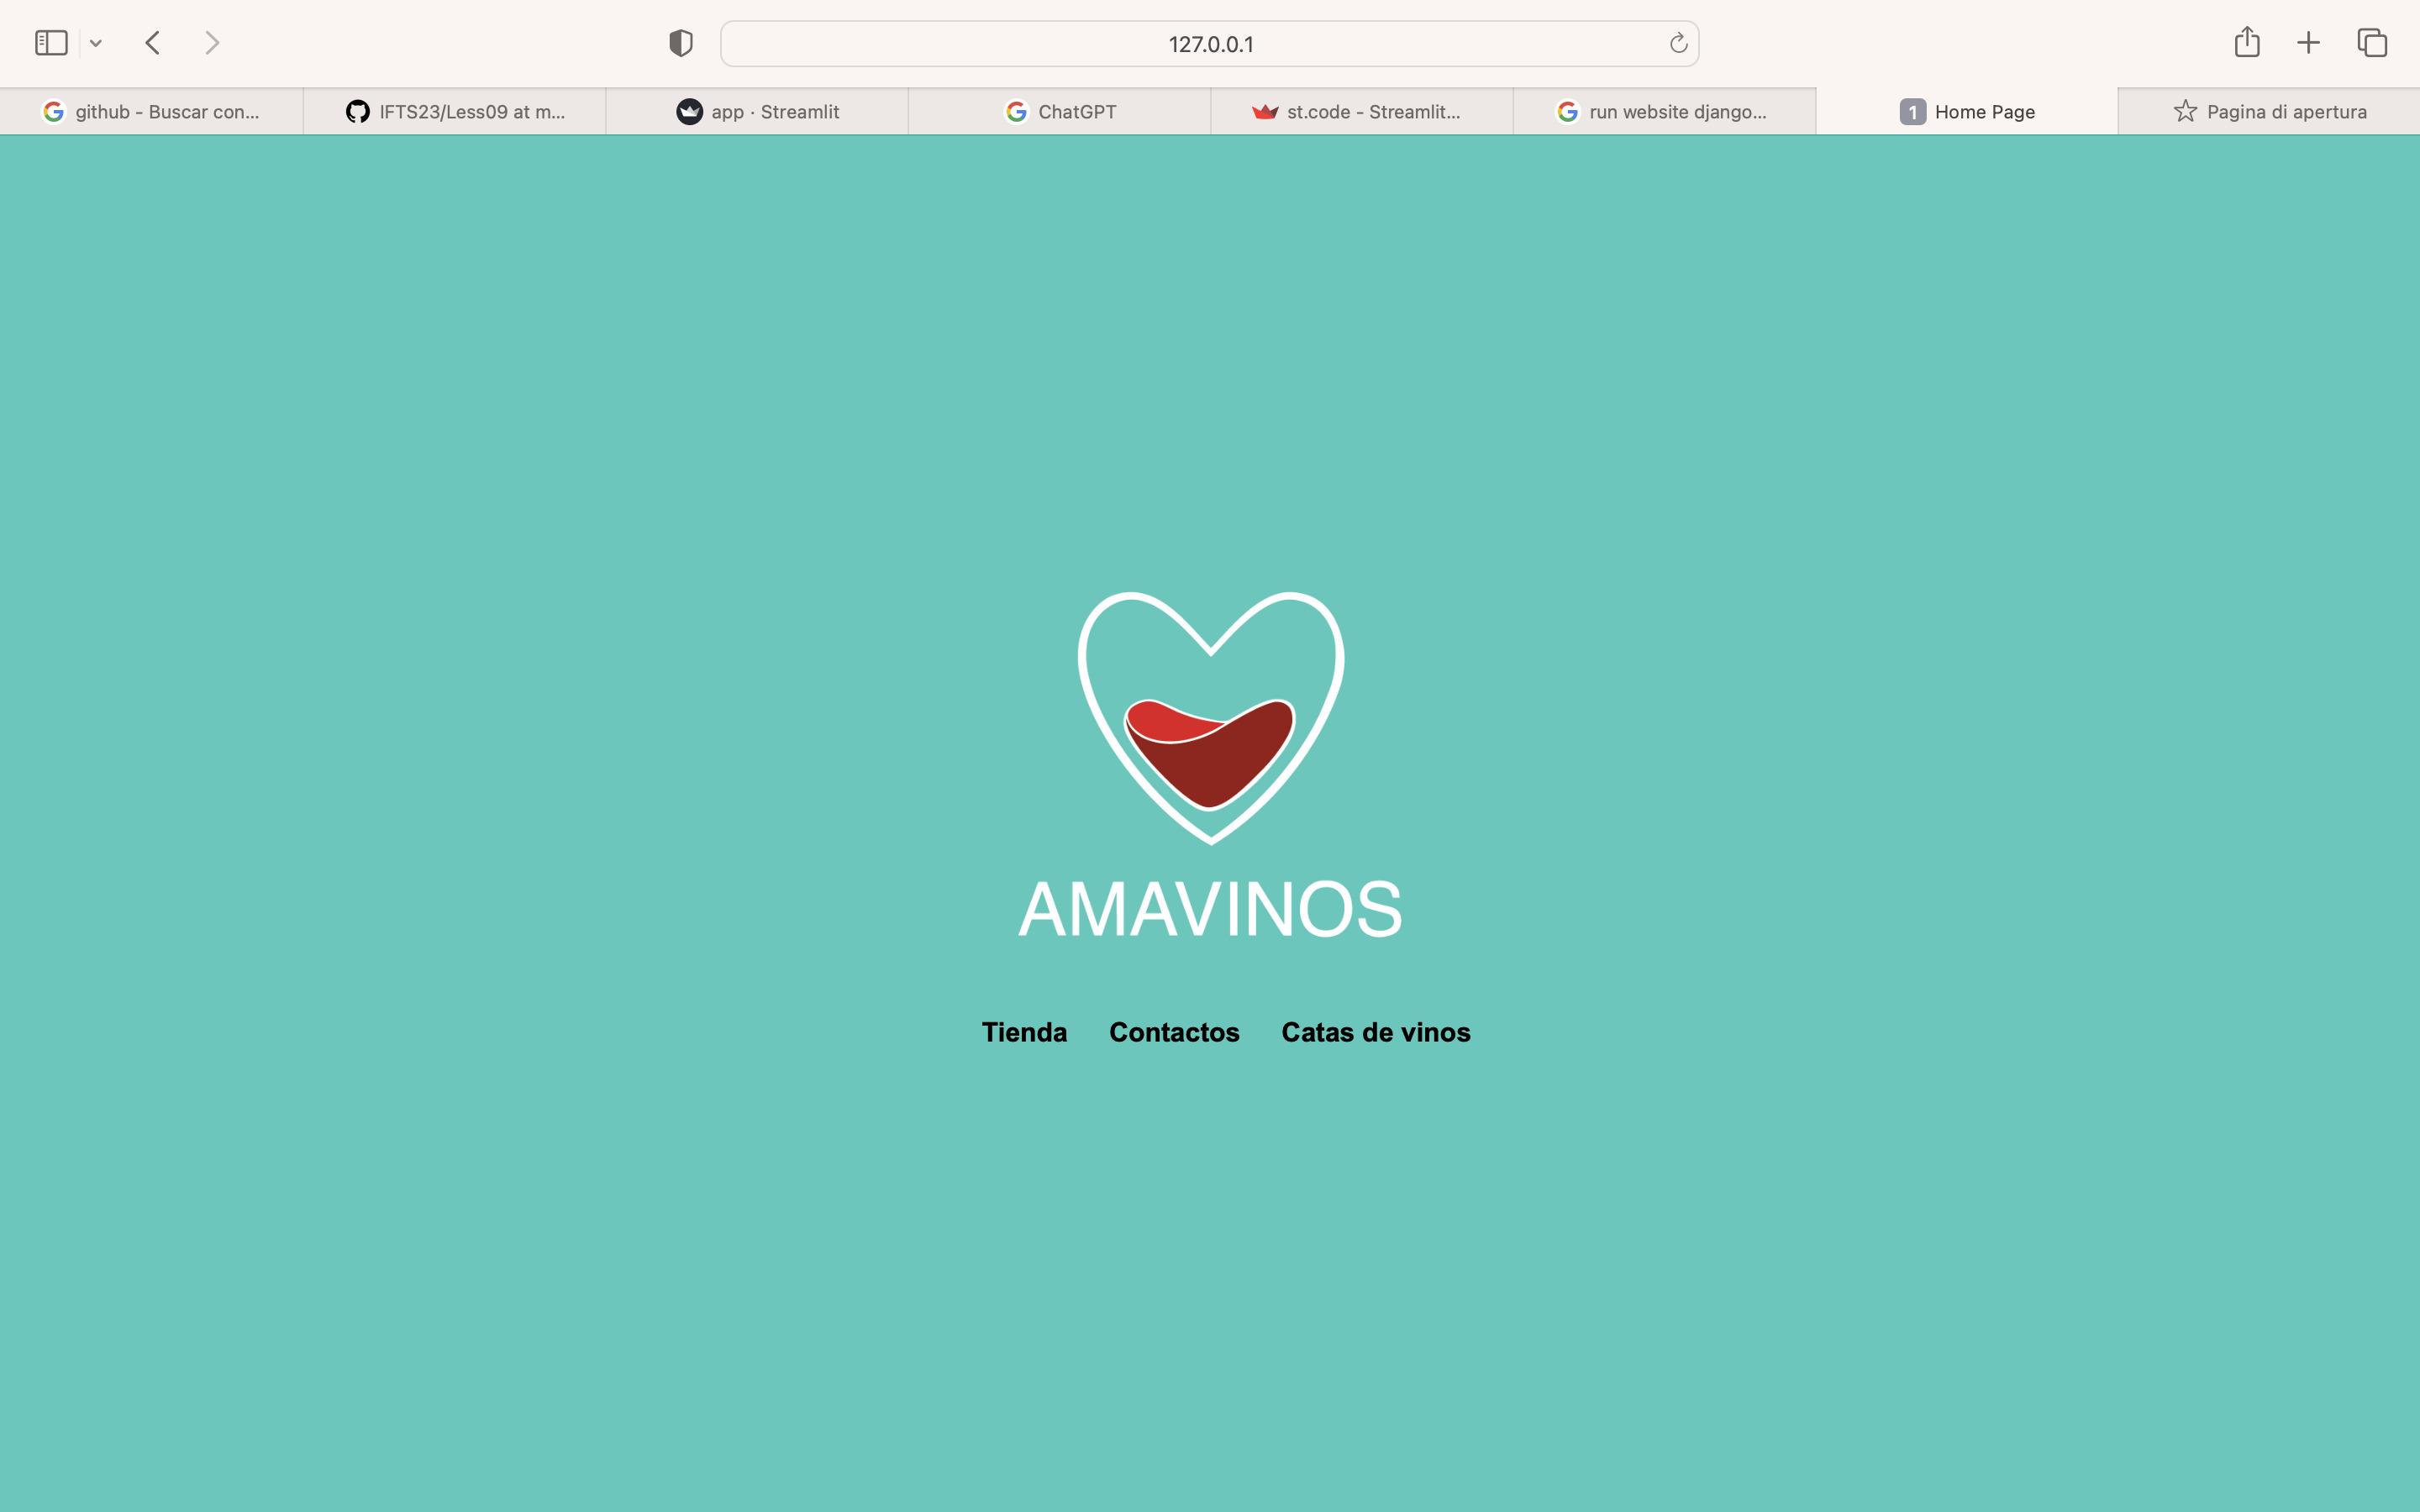 127.0.0.1
github - Buscar con...
IFTS23/Less09 at m...
app · Streamlit
ChatGPT
st.code - Streamlit...
run website django...
1 Home Page
Pagina di apertura
AMAVINOS
Tienda Contactos Catas de vinos